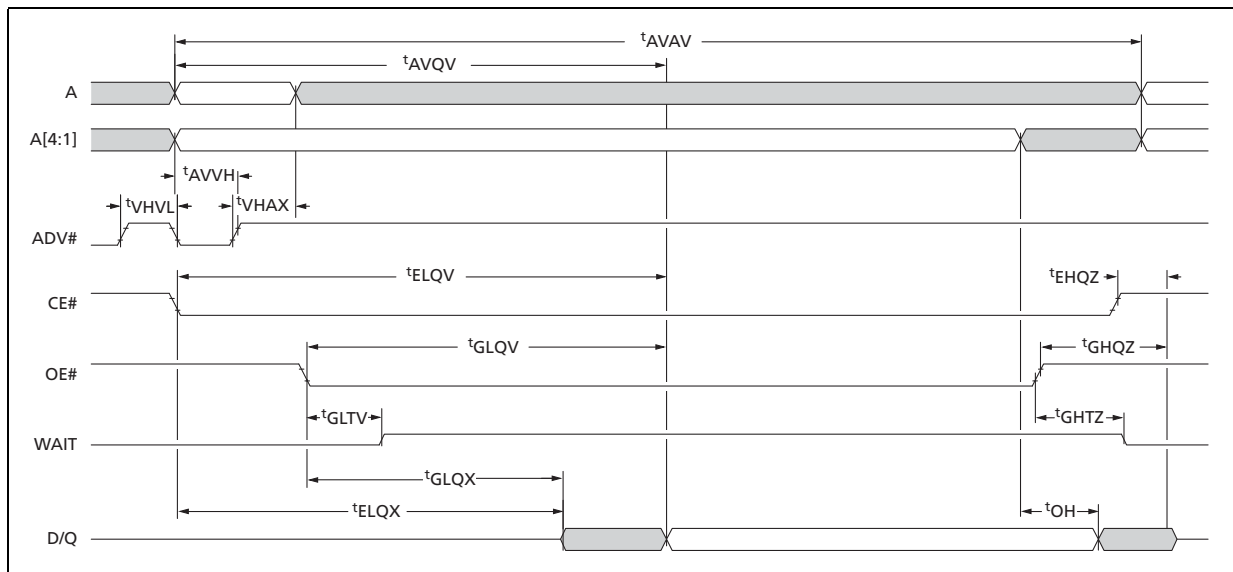 tAVAV
tAVQV
A
A[4:1]
tAVVH
tVHVL
tVHAX
ADV#
tELQV
tEHQZ
CE#
tGLQV
tGHQZ
OE#
tGLTV
tGHTZ
WAIT
tGLQX
tELQX
tOH
D/Q